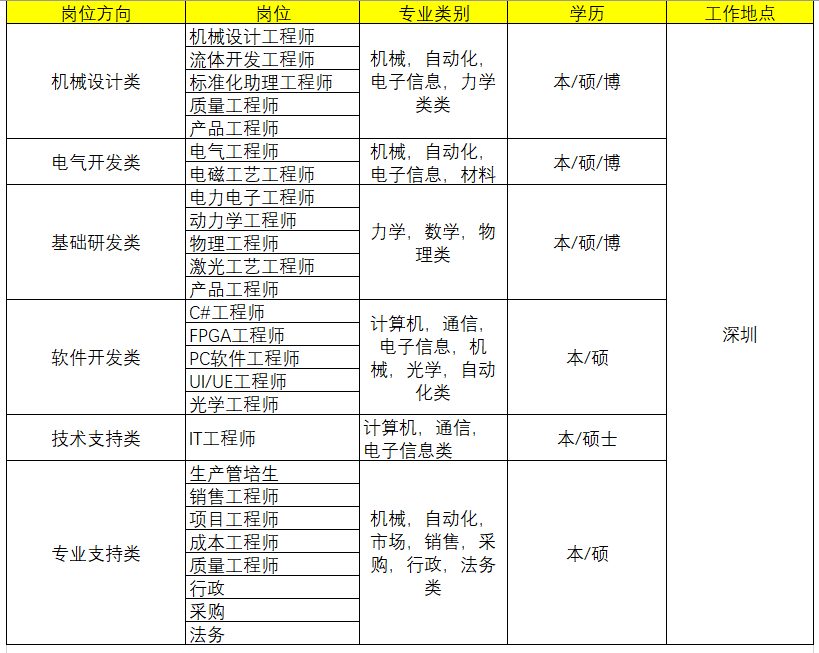 岗位方向 岗位 专业类别 学历 工作地点
机械设计类
机械设计工程师
流体开发工程师
标准化助理工程师
质量工程师
产品工程师
机械，自动化，
电子信息，力学
类类
本/硕/博
深圳
电气开发类
电气工程师
电磁工艺工程师
机械，自动化，
电子信息，材料
本/硕/博
基础研发类
电力电子工程师
动力学工程师
物理工程师
激光工艺工程师
产品工程师
力学，数学，物
理类
本/硕/博
软件开发类
C#工程师
FPGA工程师
PC软件工程师
UI/UE工程师
光学工程师
计算机，通信，
电子信息，机
械，光学，自动
化类
本/硕
技术支持类
IT工程师
计算机，通信，
电子信息类
本/硕士
专业支持类
生产管培生
销售工程师
项目工程师
成本工程师
质量工程师
行政
采购
法务
机械，自动化，
市场，销售，采
购，行政，法务
类
本/硕